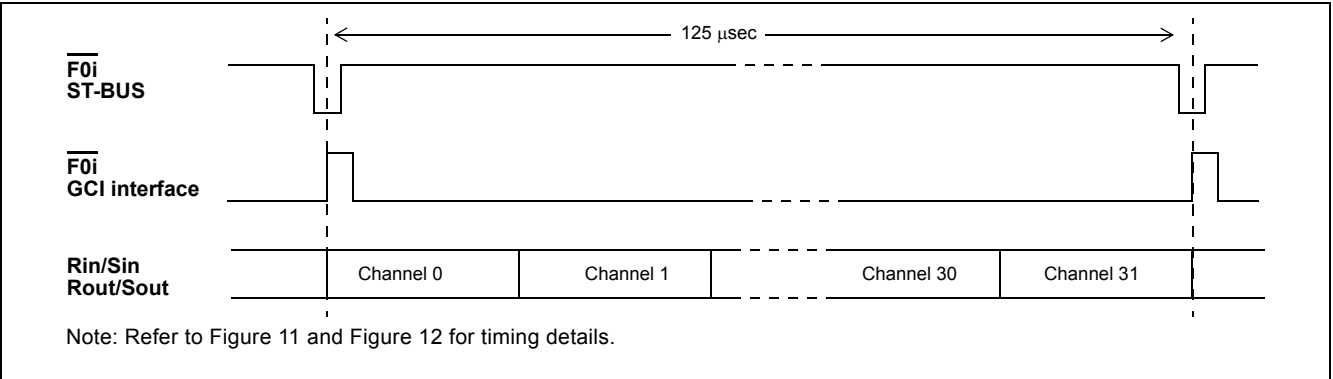 125 μsec
F0i
ST-BUS
F0i
GCI interface
Rin/Sin
Rout/Sout
Channel 0
Channel 1
Channel 30
Channel 31
Note: Refer to Figure 11 and Figure 12 for timing details.